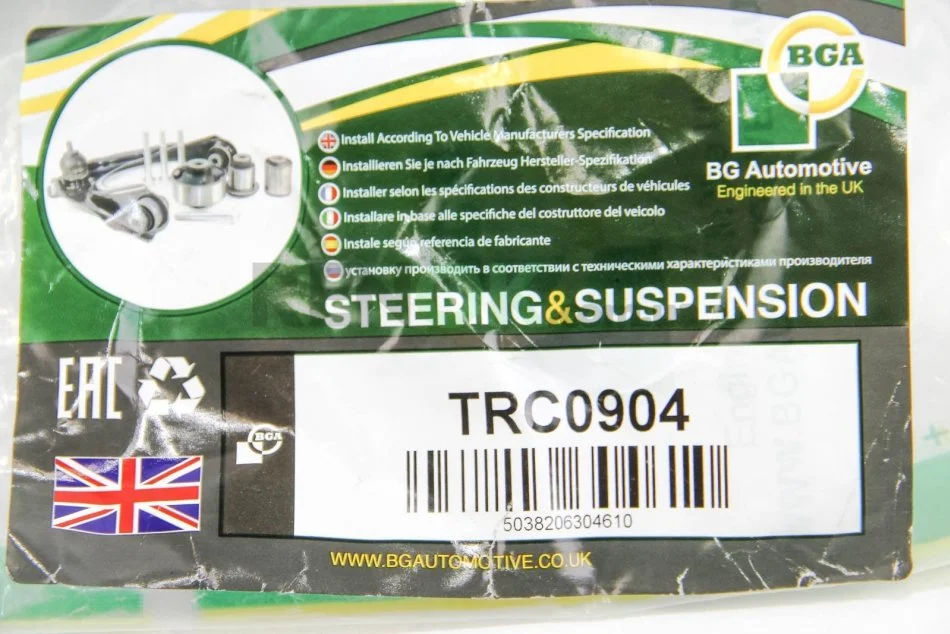 BGA
BG Automotive
Engineered in the UK
Install According To Vehicle Manufacturers Specification
Installieren Sie je nach Fahrzeug Hersteller-Spezifikation
Installer selon les spécifications des constructeurs de véhicules
Installare in base alle specifiche del costruttore del veicolo
Instale según referencia de fabricante
установку производить в соответствии с техническими характеристиками производителя
STEERING&SUSPENSION
EAC
BGA
TRC0904
5038206304610
WWW.BGAUTOMOTIVE.CO.UK